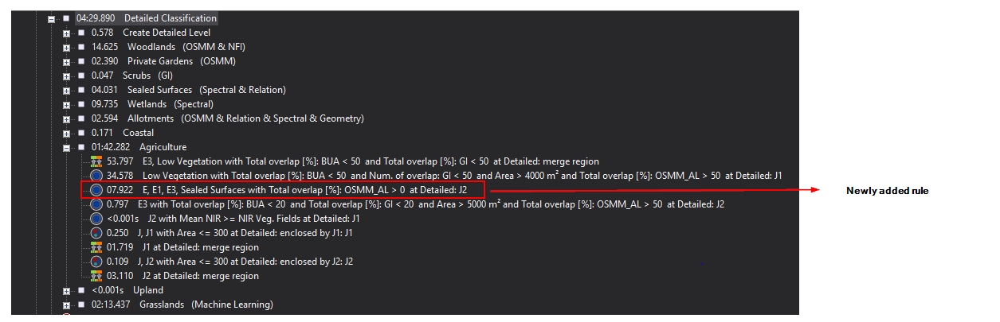 04:29.890 Detailed Classification
0.578 Create Detailed Level
14.625 Woodlands (OSMM & NFI)
02.390 Private Gardens (OSMM)
0.047 Scrubs (GI)
04.031 Sealed Surfaces (Spectral & Relation)
09.735 Wetlands (Spectral)
02.594 Allotments (OSMM & Relation & Spectral & Geometry)
0.171 Coastal
01:42.282 Agriculture
53.797 E3, Low Vegetation with Total overlap [%]: BUA < 50 and Total overlap [%]: GI < 50 at Detailed: merge region
34.578 Low Vegetation with Total overlap [%]: BUA < 50 and Num. of overlap: GI < 50 and Area > 4000 m² and Total overlap [%]: OSMM_AL > 50 at Detailed: J1
07.922 E, E1, E3, Sealed Surfaces with Total overlap [%]: OSMM_AL > 0 at Detailed: J2
Newly added rule
0.797 E3 with Total overlap [%]: BUA < 20 and Total overlap [%]: GI < 20 and Area > 5000 m² and Total overlap [%]: OSMM_AL > 50 at Detailed: J2
<0.001s J2 with Mean NIR >= NIR Veg. Fields at Detailed: J1
0.250 J, J1 with Area <= 300 at Detailed: enclosed by J1: J1
01.719 J1 at Detailed: merge region
0.109 J, J2 with Area <= 300 at Detailed: enclosed by J2: J2
03.110 J2 at Detailed: merge region
<0.001s Upland
02:13.437 Grasslands (Machine Learning)